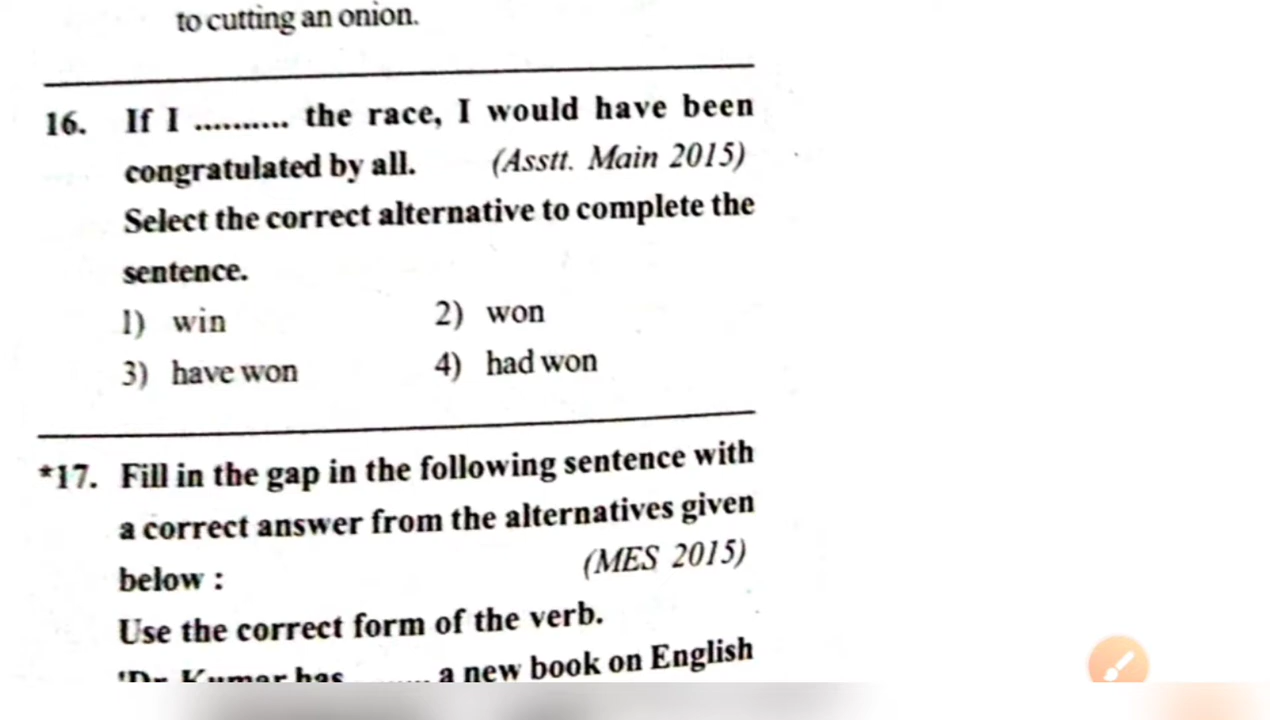 to cutting an onion.
16. If I .......... the race, I would have been
congratulated by all. (Asstt. Main 2015)
Select the correct alternative to complete the
sentence.
1) win 2) won
3) have won 4) had won
*17. Fill in the gap in the following sentence with
a correct answer from the alternatives given
below : (MES 2015)
Use the correct form of the verb.
'Dr. Kumar has ........ a new book on English